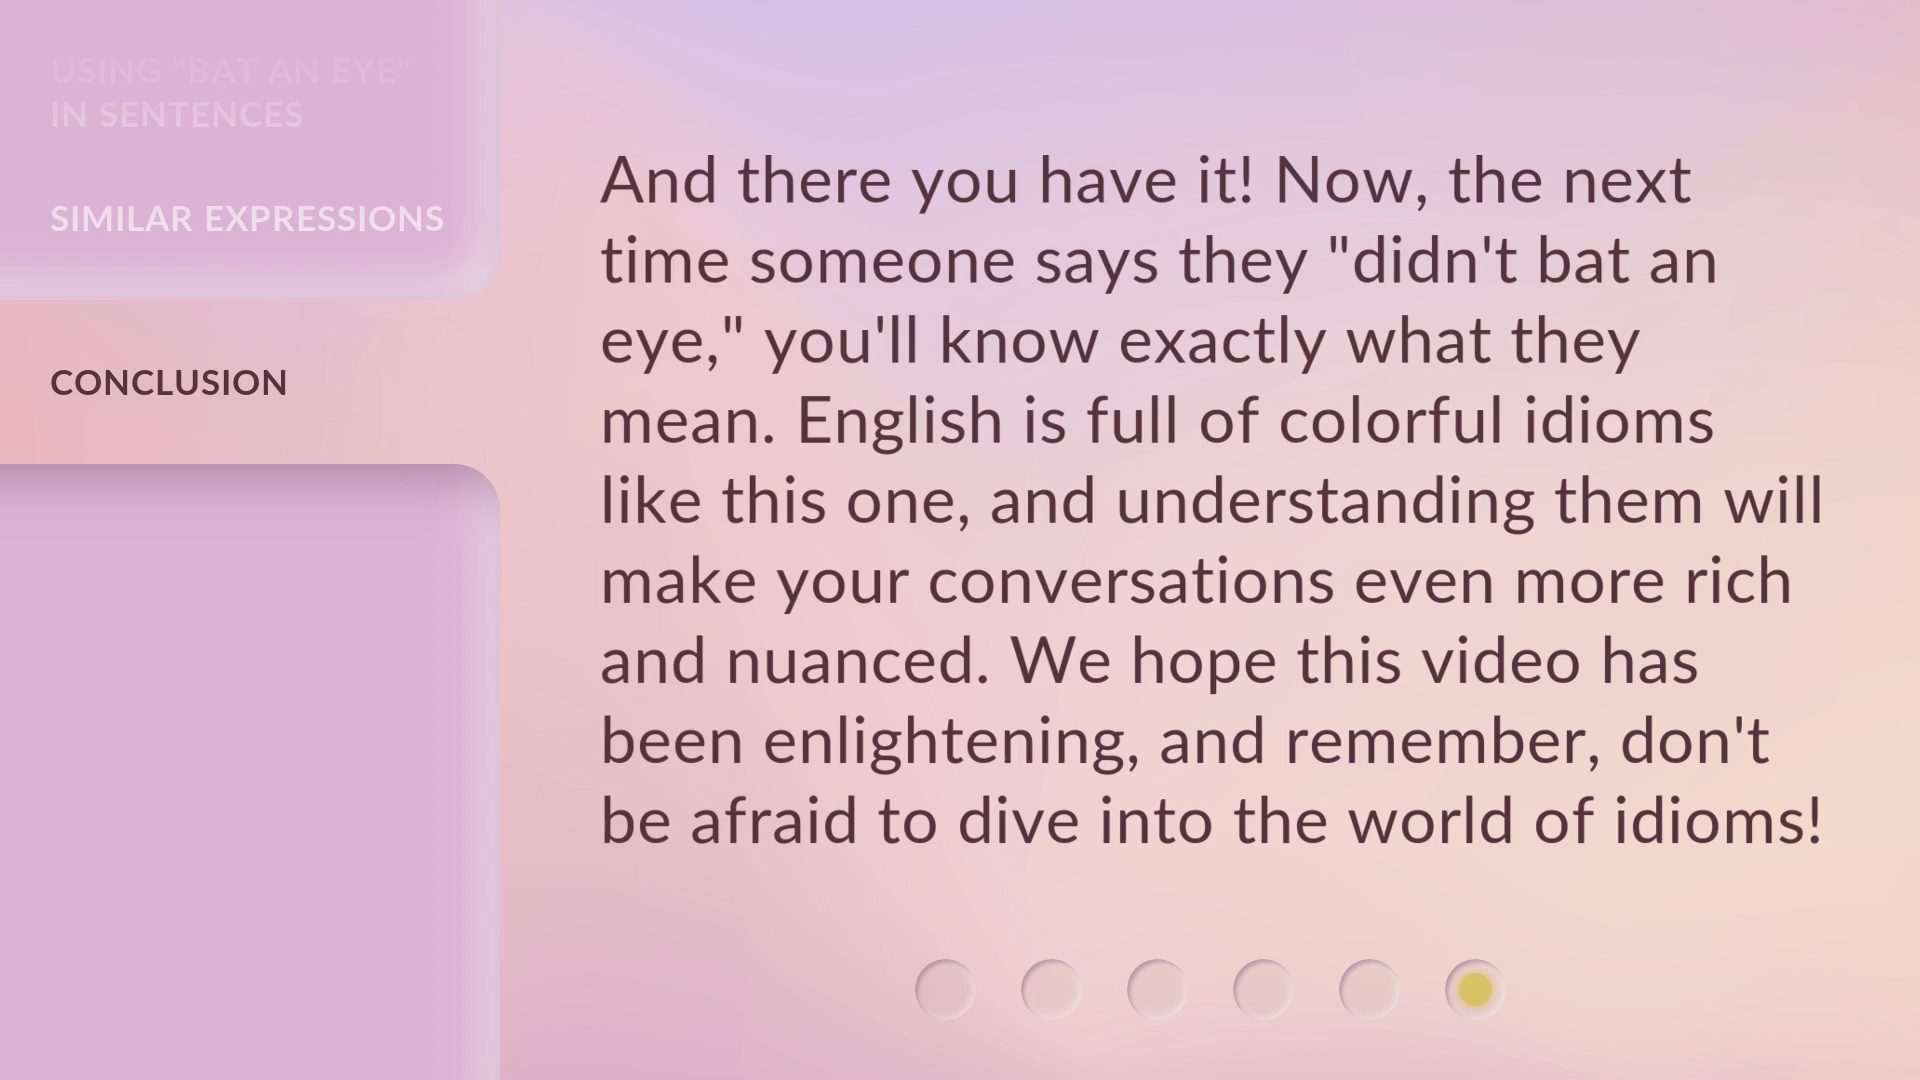 USING "BAT AN EYE"
IN SENTENCES
SIMILAR EXPRESSIONS
CONCLUSION
And there you have it! Now, the next
time someone says they "didn't bat an
eye," you'll know exactly what they
mean. English is full of colorful idioms
like this one, and understanding them will
make your conversations even more rich
and nuanced. We hope this video has
been enlightening, and remember, don't
be afraid to dive into the world of idioms!